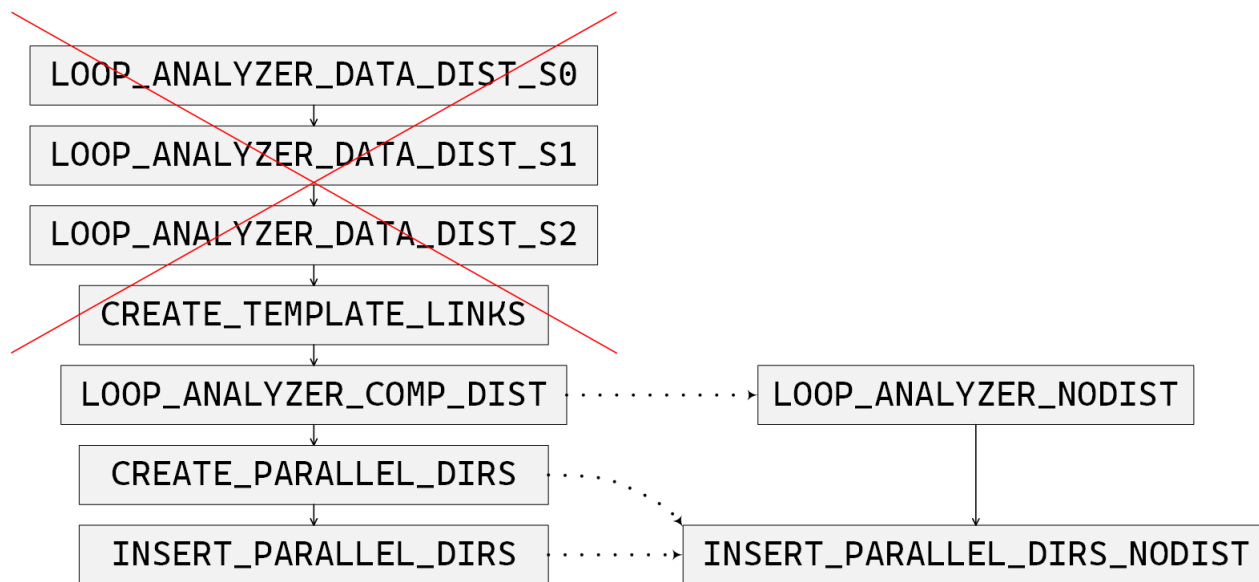 LOOP_ANALYZER_DATA_DIST_S0
LOOP_ANALYZER_DATA_DIST_S1
LOOP_ANALYZER_DATA_DIST_S2
CREATE_TEMPLATE_LINKS
LOOP_ANALYZER_COMP_DIST
LOOP_ANALYZER_NODIST
CREATE_PARALLEL_DIRS
INSERT_PARALLEL_DIRS
INSERT_PARALLEL_DIRS_NODIST